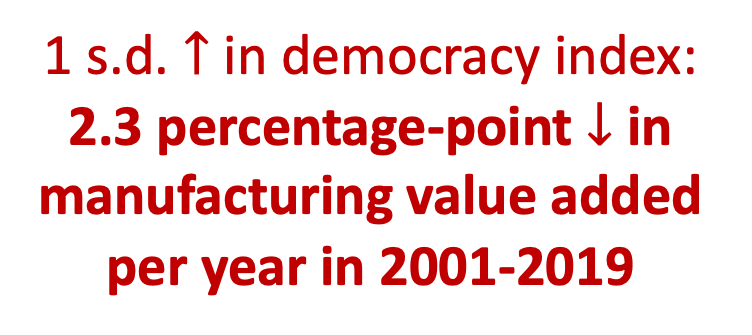 1 s.d. ↑ in democracy index:
2.3 percentage-point ↓ in
manufacturing value added
per year in 2001-2019